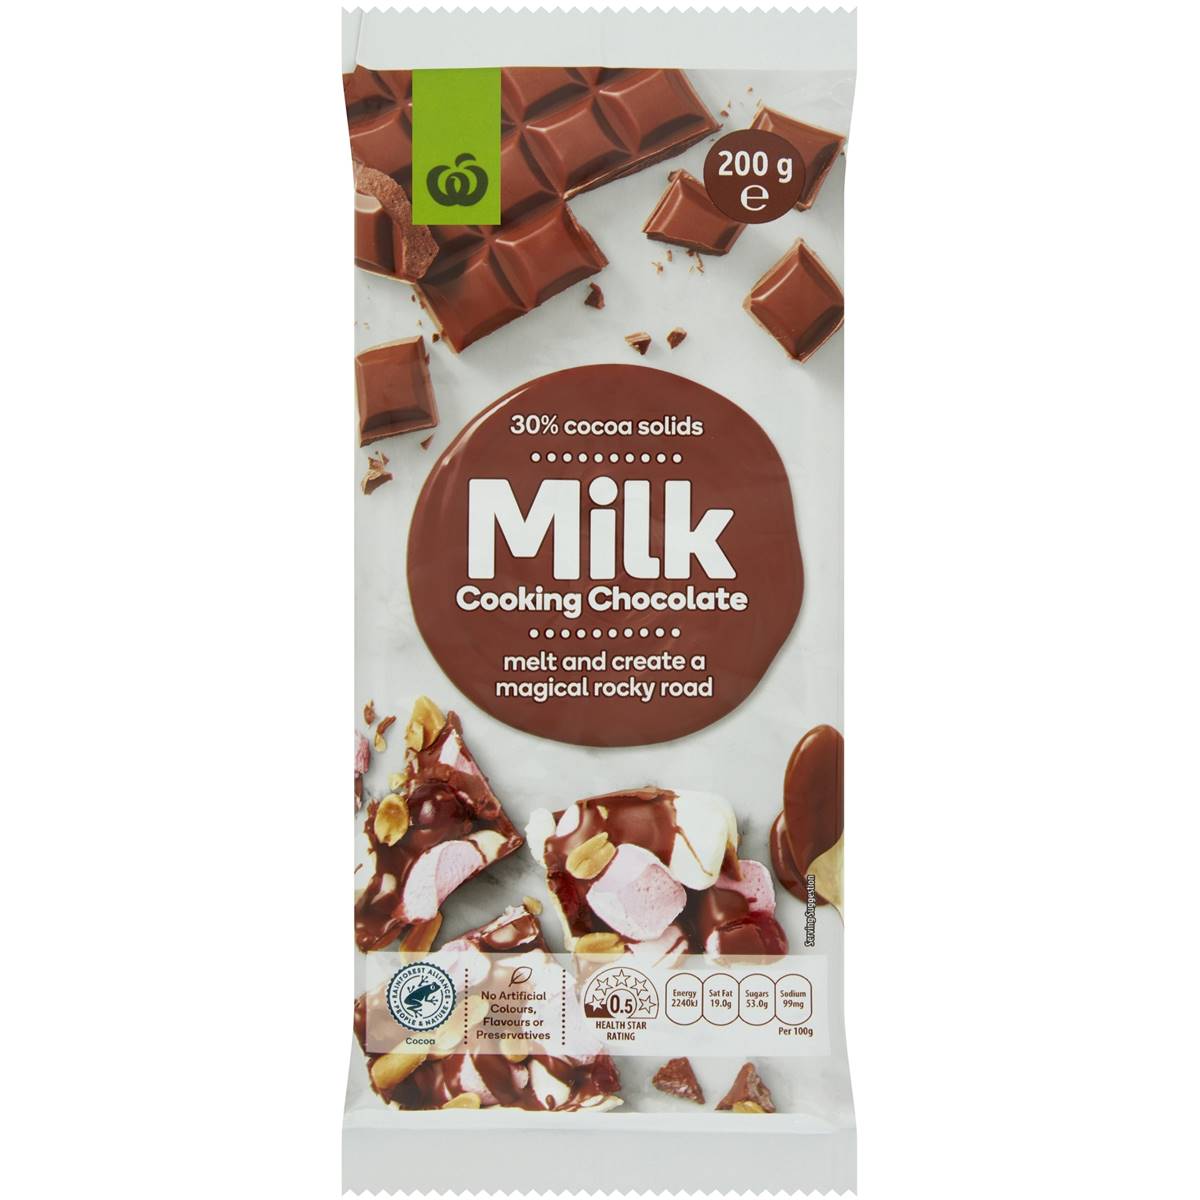 200 g
℮
30% cocoa solids
Milk
Cooking Chocolate
melt and create a
magical rocky road
Serving Suggestion
RAINFOREST ALLIANCE
PEOPLE & NATURE
Cocoa
No Artificial
Colours,
Flavours or
Preservatives
0.5
HEALTH STAR
RATING
Energy
2240kJ
Sat Fat
19.0g
Sugars
53.0g
Sodium
99mg
Per 100g